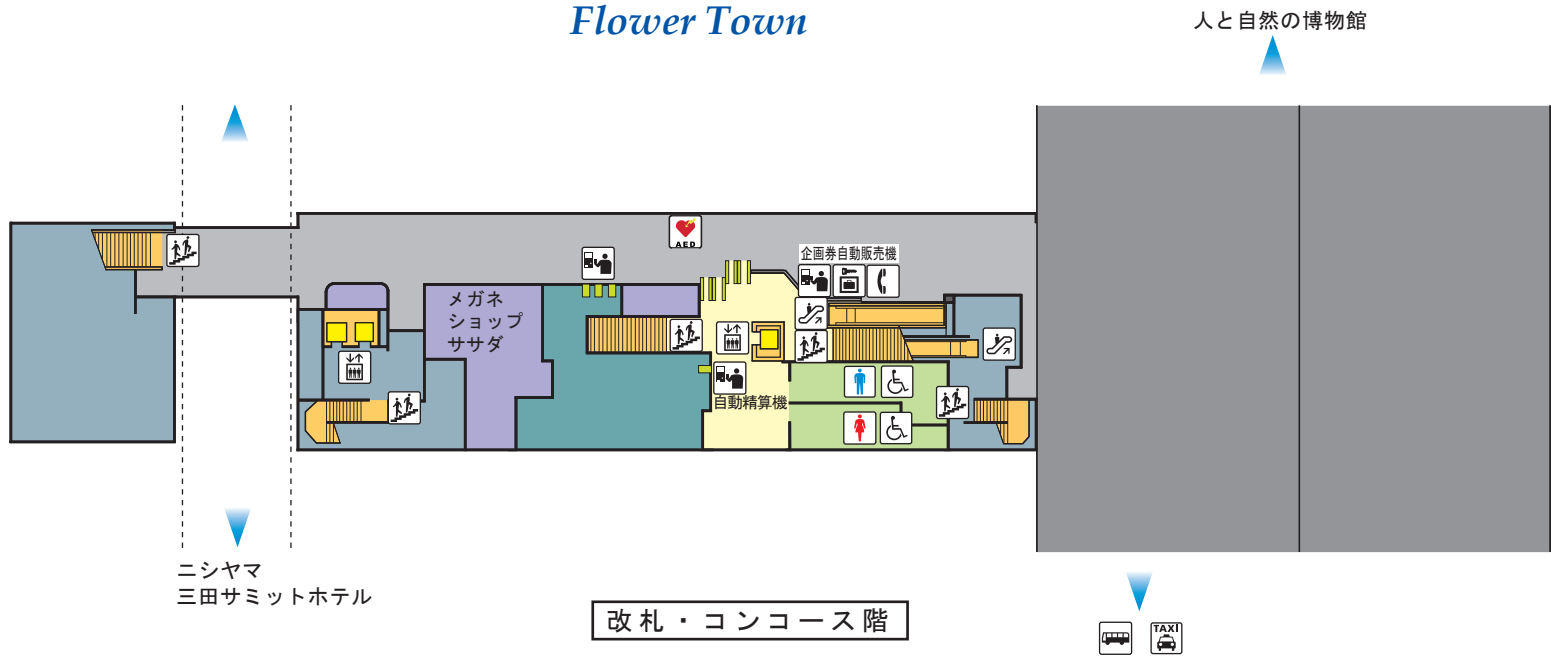 Flower Town
人と自然の博物館
AED
企画券自動販売機
メガネ
ショップ
ササダ
自動精算機
ニシヤマ
三田サミットホテル
改札・コンコース階
TAXI